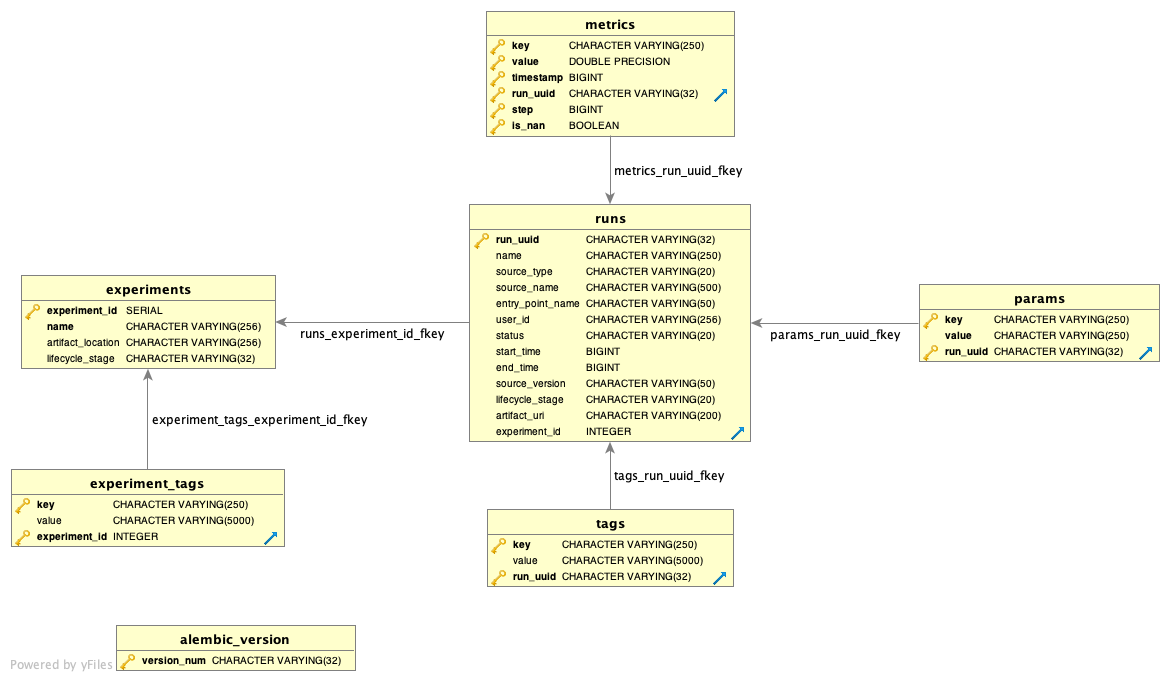 metrics
key CHARACTER VARYING(250)
value DOUBLE PRECISION
timestamp BIGINT
run_uuid CHARACTER VARYING(32)
step BIGINT
is_nan BOOLEAN
metrics_run_uuid_fkey
runs
run_uuid CHARACTER VARYING(32)
name CHARACTER VARYING(250)
source_type CHARACTER VARYING(20)
source_name CHARACTER VARYING(500)
entry_point_name CHARACTER VARYING(50)
user_id CHARACTER VARYING(256)
status CHARACTER VARYING(20)
start_time BIGINT
end_time BIGINT
source_version CHARACTER VARYING(50)
lifecycle_stage CHARACTER VARYING(20)
artifact_uri CHARACTER VARYING(200)
experiment_id INTEGER
experiments
experiment_id SERIAL
name CHARACTER VARYING(256)
artifact_location CHARACTER VARYING(256)
lifecycle_stage CHARACTER VARYING(32)
runs_experiment_id_fkey
params
key CHARACTER VARYING(250)
value CHARACTER VARYING(250)
run_uuid CHARACTER VARYING(32)
params_run_uuid_fkey
experiment_tags_experiment_id_fkey
experiment_tags
key CHARACTER VARYING(250)
value CHARACTER VARYING(5000)
experiment_id INTEGER
tags_run_uuid_fkey
tags
key CHARACTER VARYING(250)
value CHARACTER VARYING(5000)
run_uuid CHARACTER VARYING(32)
alembic_version
version_num CHARACTER VARYING(32)
Powered by yFiles